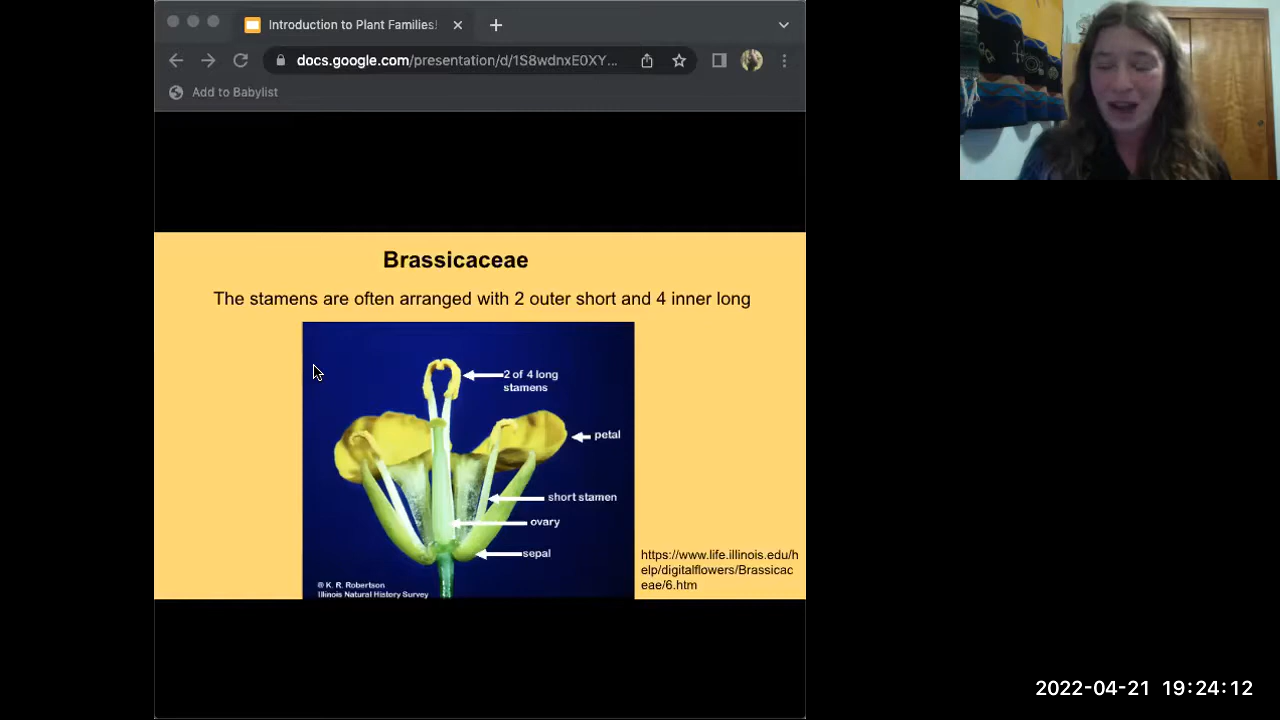 Introduction to Plant Families!
docs.google.com/presentation/d/1S8wdnxE0XY...
Add to Babylist
Brassicaceae
The stamens are often arranged with 2 outer short and 4 inner long
2 of 4 long
stamens
petal
short stamen
ovary
sepal
© K. R. Robertson
Illinois Natural History Survey
https://www.life.illinois.edu/h
elp/digitalflowers/Brassicac
eae/6.htm
2022-04-21 19:24:12